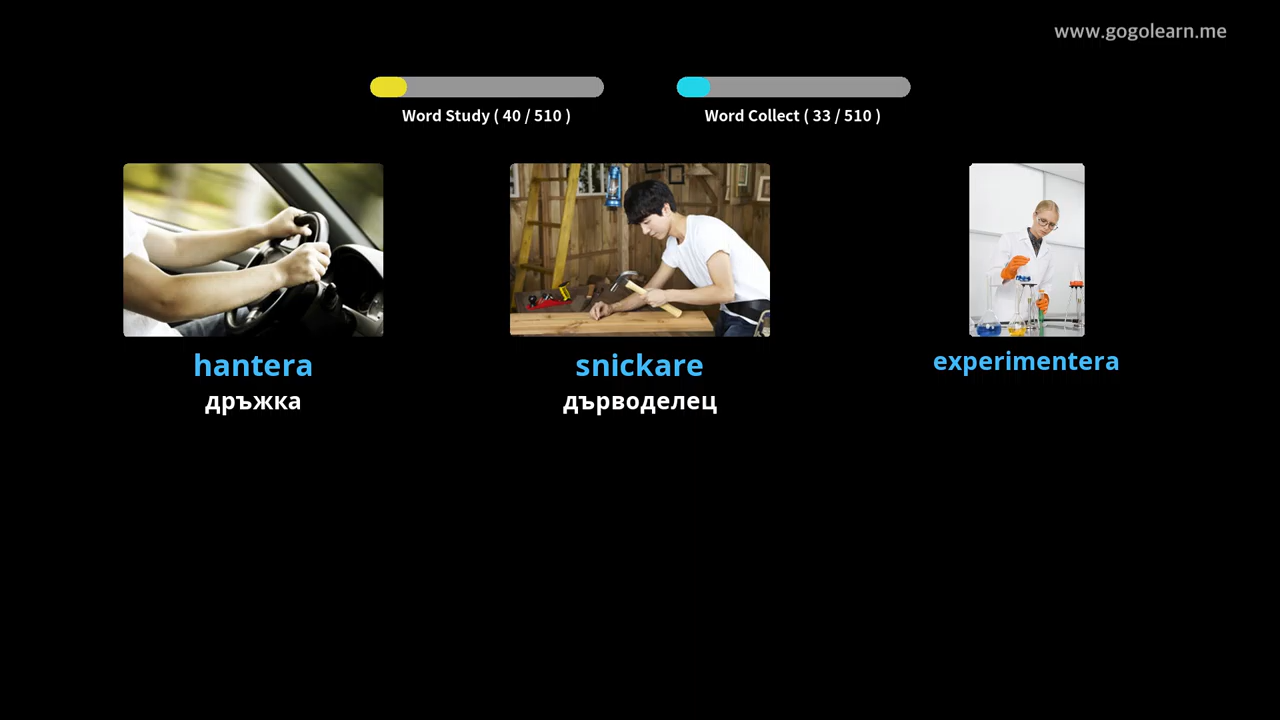 www.gogolearn.me
Word Study ( 40 / 510 )
Word Collect ( 33 / 510 )
hantera
дръжка
snickare
дърводелец
experimentera